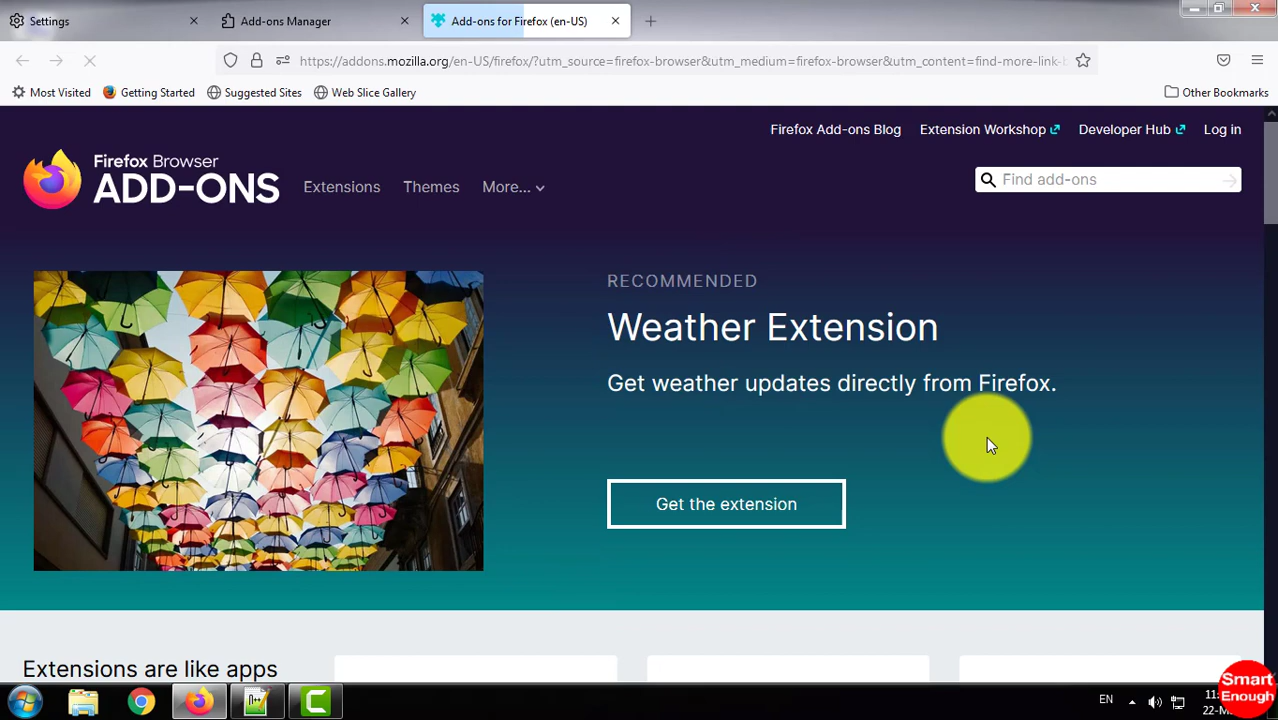 Settings
Add-ons Manager
Add-ons for Firefox (en-US)
https://addons.mozilla.org/en-US/firefox/?utm_source=firefox-browser&utm_medium=firefox-browser&utm_content=find-more-link-b
Most Visited
Getting Started
Suggested Sites
Web Slice Gallery
Other Bookmarks
Firefox Add-ons Blog
Extension Workshop
Developer Hub
Log in
Firefox Browser
ADD-ONS
Extensions
Themes
More...
Find add-ons
RECOMMENDED
Weather Extension
Get weather updates directly from Firefox.
Get the extension
Extensions are like apps
EN
11:
22-M
Smart
Enough